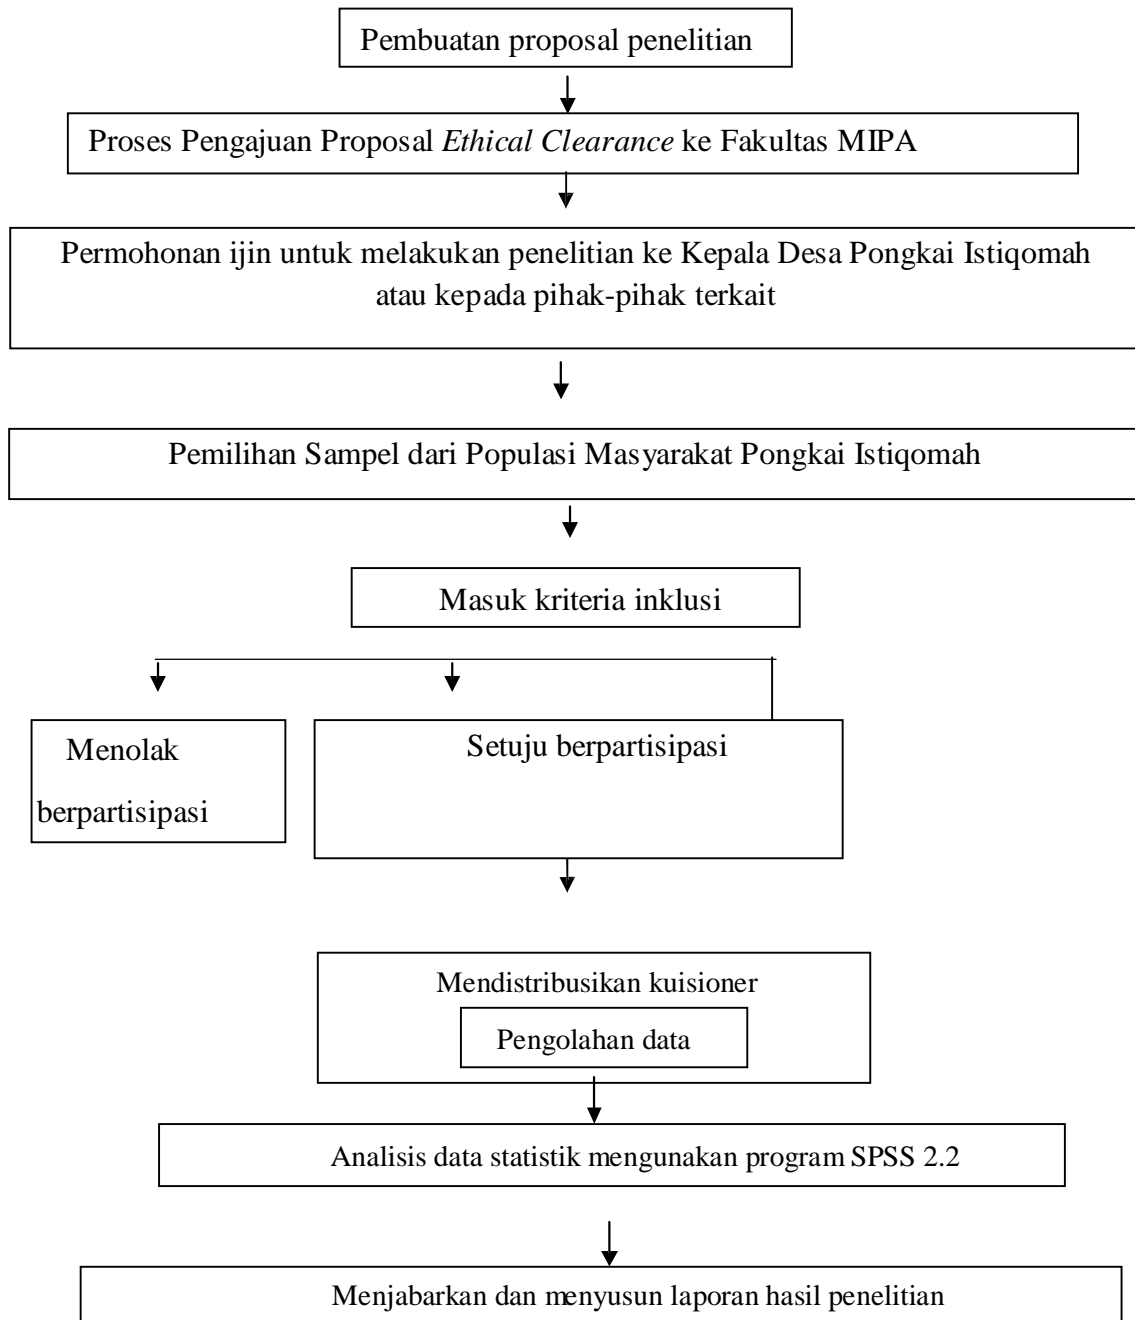 Pembuatan proposal penelitian
Proses Pengajuan Proposal Ethical Clearance ke Fakultas MIPA
Permohonan ijin untuk melakukan penelitian ke Kepala Desa Pongkai Istiqomah
atau kepada pihak-pihak terkait
Pemilihan Sampel dari Populasi Masyarakat Pongkai Istiqomah
Masuk kriteria inklusi
Menolak
berpartisipasi
Setuju berpartisipasi
Mendistribusikan kuisioner
Pengolahan data
Analisis data statistik mengunakan program SPSS 2.2
Menjabarkan dan menyusun laporan hasil penelitian